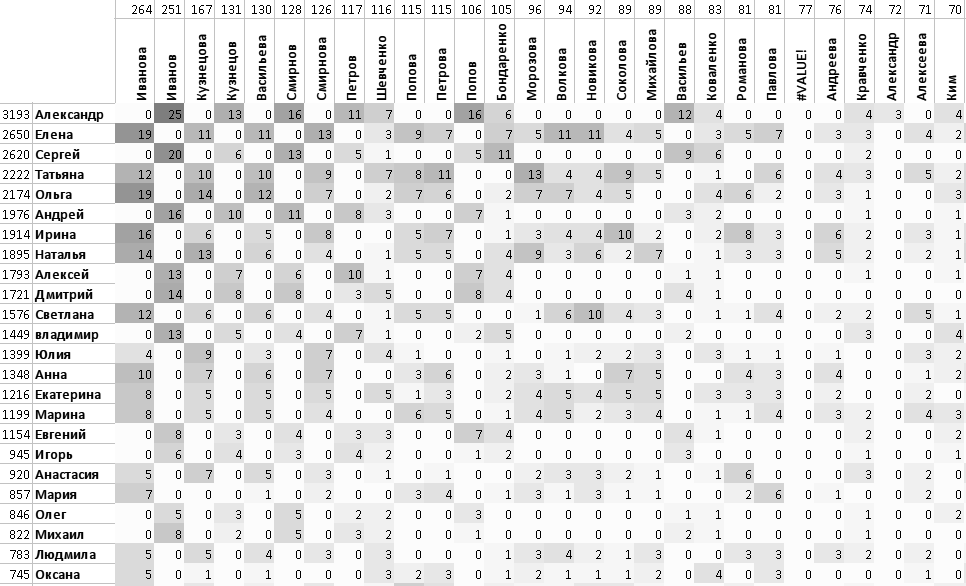 264 251 167 131 130 128 126 117 116 115 115 106 105 96 94 92 89 89 88 83 81 81 77 76 74 72 71 70
Иванова Иванов Кузнецова Кузнецов Васильева Смирнов Смирнова Петров Шевченко Попова Петрова Попов Бондаренко Морозова Волкова Новикова Соколова Михайлова Васильев Коваленко Романова Павлова #VALUE! Андреева Кравченко Александр Алексеева Ким
3193 Александр 0 25 0 13 0 16 0 11 7 0 0 16 6 0 0 0 0 0 12 4 0 0 0 0 4 3 0 4
2650 Елена 19 0 11 0 11 0 13 0 3 9 7 0 7 5 11 11 4 5 0 3 5 7 0 3 3 0 4 2
2620 Сергей 0 20 0 6 0 13 0 5 1 0 0 5 11 0 0 0 0 0 9 6 0 0 0 0 2 0 0 0
2222 Татьяна 12 0 10 0 10 0 9 0 7 8 11 0 0 13 4 4 9 5 0 1 0 6 0 4 3 0 5 2
2174 Ольга 19 0 14 0 12 0 7 0 2 7 6 0 2 7 7 4 5 0 0 4 6 2 0 3 1 0 0 3
1976 Андрей 0 16 0 10 0 11 0 8 3 0 0 7 1 0 0 0 0 0 3 2 0 0 0 0 1 0 0 1
1914 Ирина 16 0 6 0 5 0 8 0 0 5 7 0 1 3 4 4 10 2 0 2 8 3 0 6 2 0 3 1
1895 Наталья 14 0 13 0 6 0 4 0 1 5 5 0 4 9 3 6 2 7 0 1 3 3 0 5 2 0 2 1
1793 Алексей 0 13 0 7 0 6 0 10 1 0 0 7 4 0 0 0 0 0 1 1 0 0 0 0 1 0 0 1
1721 Дмитрий 0 14 0 8 0 8 0 3 5 0 0 8 4 0 0 0 0 0 4 1 0 0 0 0 0 0 0 0
1576 Светлана 12 0 6 0 6 0 4 0 1 5 5 0 0 1 6 10 4 3 0 1 1 4 0 2 2 0 5 1
1449 владимир 0 13 0 5 0 4 0 7 1 0 0 2 5 0 0 0 0 0 2 0 0 0 0 0 3 0 0 4
1399 Юлия 4 0 9 0 3 0 7 0 4 1 0 0 1 0 1 2 2 3 0 3 1 1 0 1 0 0 3 2
1348 Анна 10 0 7 0 6 0 7 0 0 3 6 0 2 3 1 0 7 5 0 0 4 3 0 4 0 0 1 2
1216 Екатерина 8 0 5 0 5 0 5 0 5 1 3 0 2 4 5 4 5 5 0 3 3 3 0 2 0 0 2 0
1199 Марина 8 0 5 0 5 0 4 0 0 6 5 0 1 4 5 2 3 4 0 1 1 4 0 3 2 0 4 3
1154 Евгений 0 8 0 3 0 4 0 3 3 0 0 7 4 0 0 0 0 0 4 1 0 0 0 0 2 0 0 2
945 Игорь 0 6 0 4 0 3 0 4 2 0 0 1 2 0 0 0 0 0 3 0 0 0 0 0 1 0 0 1
920 Анастасия 5 0 7 0 5 0 3 0 1 0 1 0 0 2 3 3 2 1 0 1 6 0 0 0 3 0 2 0
857 Мария 7 0 0 0 1 0 2 0 0 3 4 0 1 3 1 3 1 1 0 0 2 6 0 1 0 0 2 0
846 Олег 0 5 0 3 0 5 0 2 2 0 0 3 0 0 0 0 0 0 1 1 0 0 0 0 1 0 0 2
822 Михаил 0 8 0 2 0 5 0 3 2 0 0 1 0 0 0 0 0 0 2 1 0 0 0 0 1 0 0 0
783 Людмила 5 0 5 0 4 0 3 0 3 0 0 0 1 3 4 2 1 3 0 0 3 3 0 3 2 0 2 0
745 Оксана 5 0 1 0 1 0 0 0 3 2 3 0 1 2 1 1 1 2 0 4 0 3 0 0 0 0 1 0